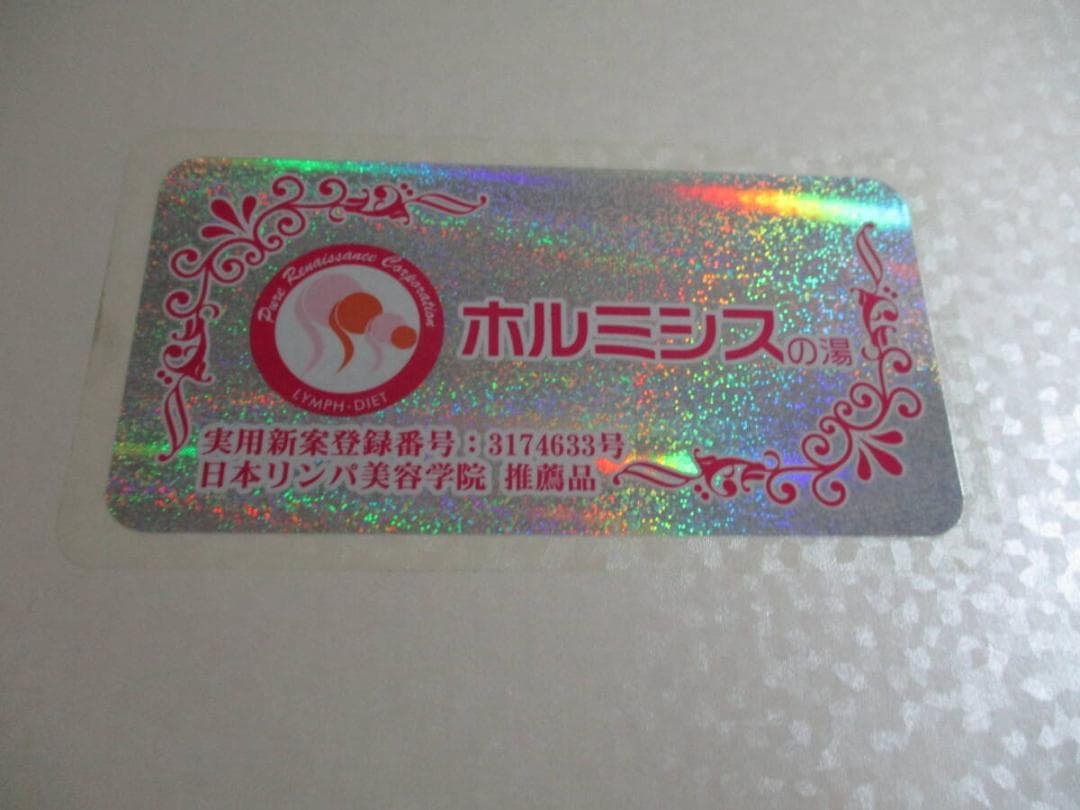 Pure Renaissance Corporation
LYMPH・DIET
ホルミシスの湯
実用新案登録番号：3174633号
日本リンパ美容学院 推薦品